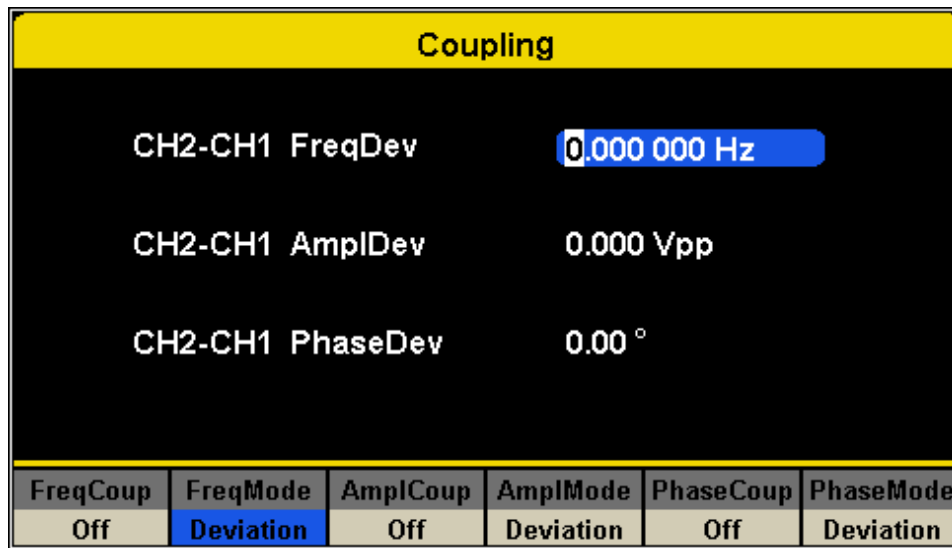 Coupling
CH2-CH1 FreqDev 0.000 000 Hz
CH2-CH1 AmplDev 0.000 Vpp
CH2-CH1 PhaseDev 0.00 °
FreqCoup FreqMode AmplCoup AmplMode PhaseCoup PhaseMode
Off Deviation Off Deviation Off Deviation